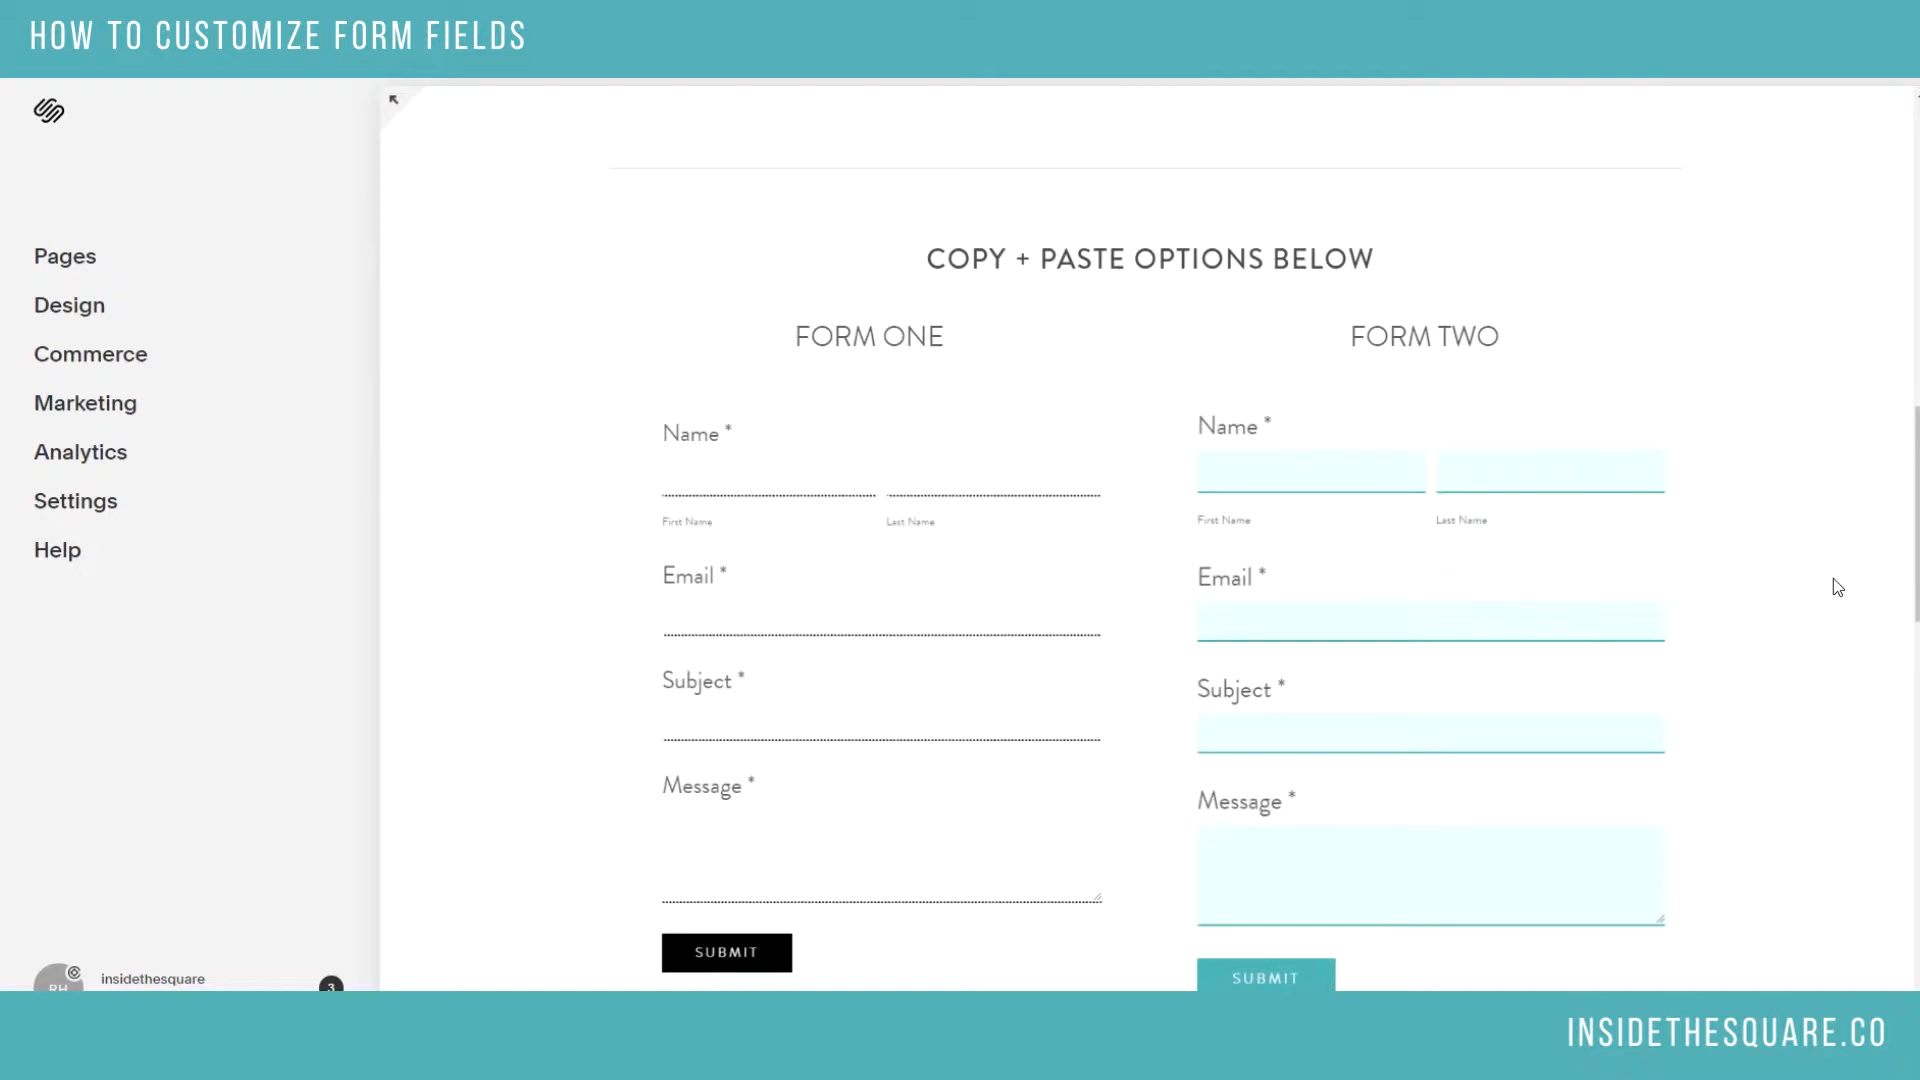 HOW TO CUSTOMIZE FORM FIELDS
Pages
Design
Commerce
Marketing
Analytics
Settings
Help
RH
insidethesquare
3
COPY + PASTE OPTIONS BELOW
FORM ONE
Name *
First Name
Last Name
Email *
Subject *
Message *
SUBMIT
FORM TWO
Name *
First Name
Last Name
Email *
Subject *
Message *
SUBMIT
INSIDETHESQUARE.CO